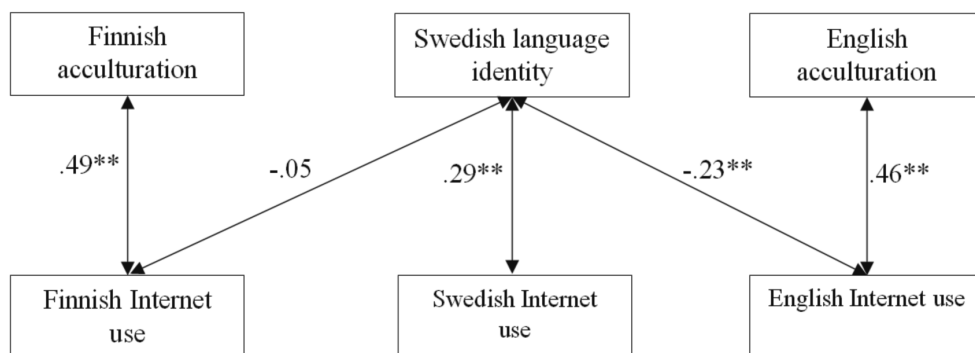 Finnish
acculturation
Swedish language
identity
English
acculturation
.49**
-.05
.29**
-.23**
.46**
Finnish Internet
use
Swedish Internet
use
English Internet use